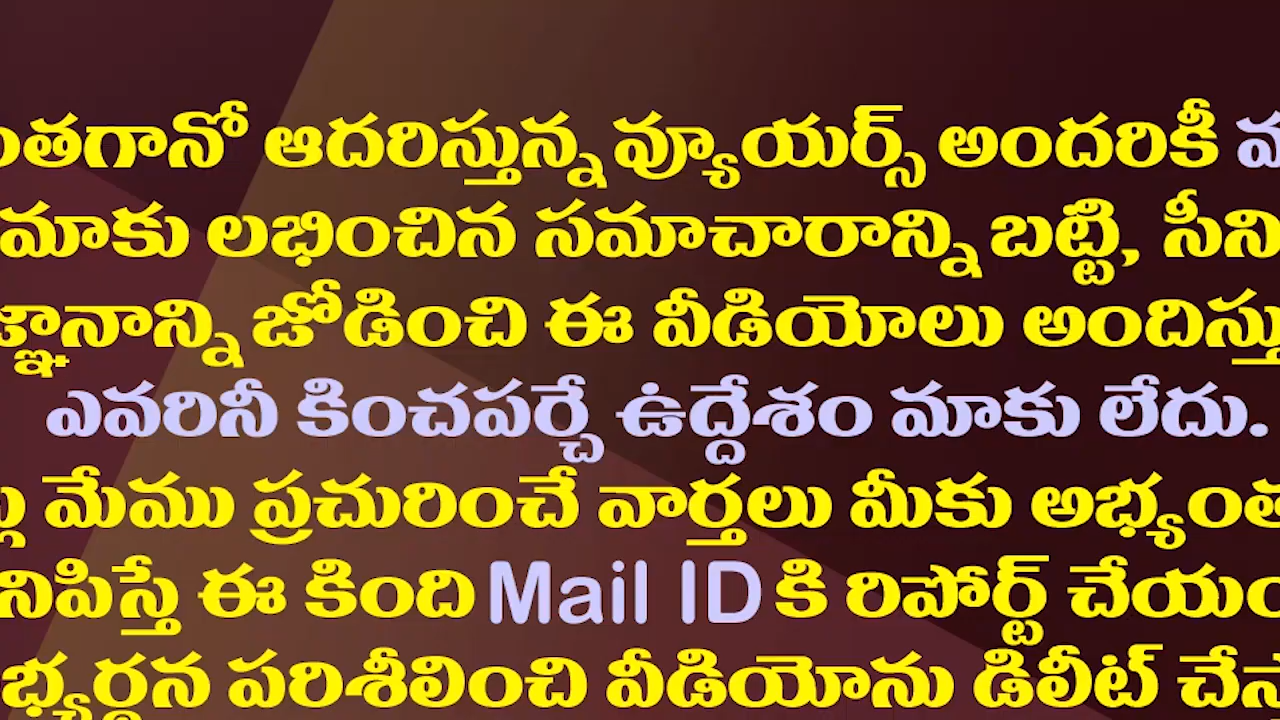 ఆదరిస్తున్న వ్యూయర్స్ అందరికీ
మాకు లభించిన సమాచారాన్ని బట్టి,
జోడించి ఈ వీడియోలు
ఎవరినీ కించపర్చే ఉద్దేశం మాకు లేదు.
మేము ప్రచురించే వార్తలు మీకు
ఈ కింది Mail ID కి రిపోర్ట్
పరిశీలించి వీడియోను డిలీట్